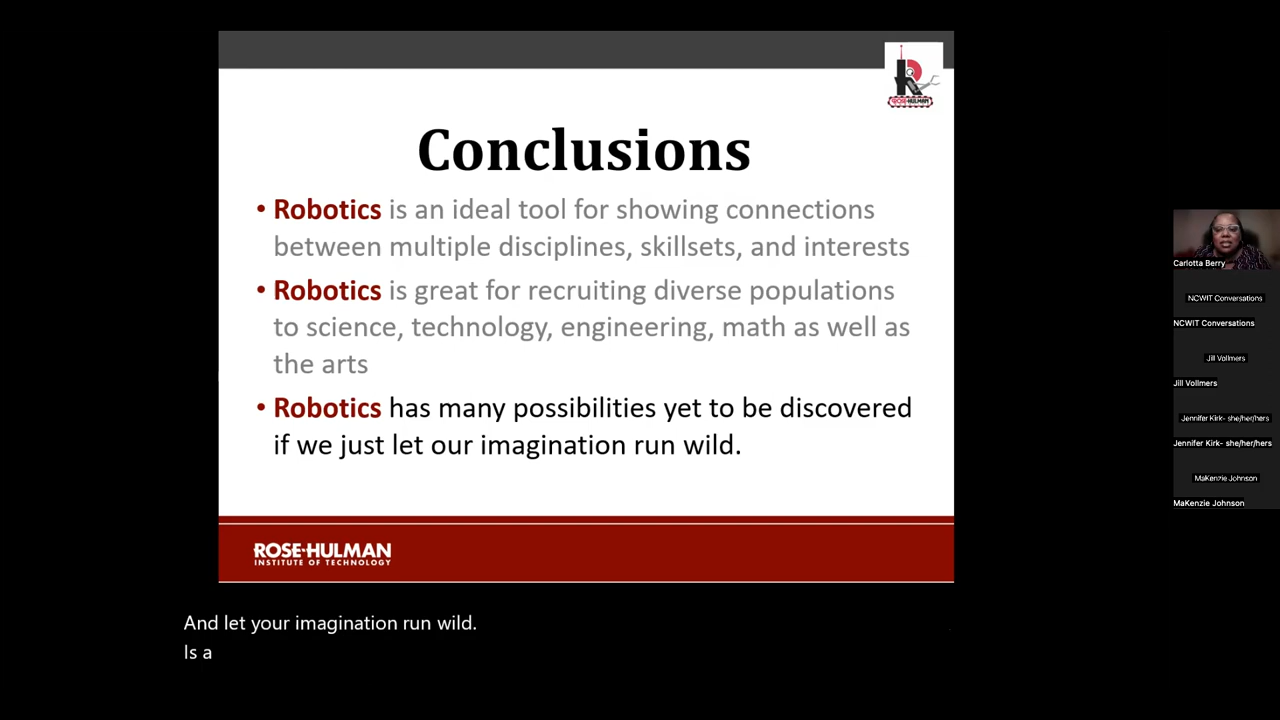 ROSE-HULMAN
Conclusions
• Robotics is an ideal tool for showing connections
between multiple disciplines, skillsets, and interests
• Robotics is great for recruiting diverse populations
to science, technology, engineering, math as well as
the arts
• Robotics has many possibilities yet to be discovered
if we just let our imagination run wild.
ROSE-HULMAN
INSTITUTE OF TECHNOLOGY
And let your imagination run wild.
Is a
Carlotta Berry
NCWIT Conversations
NCWIT Conversations
Jill Vollmers
Jill Vollmers
Jennifer Kirk- she/her/hers
Jennifer Kirk- she/her/hers
MaKenzie Johnson
MaKenzie Johnson